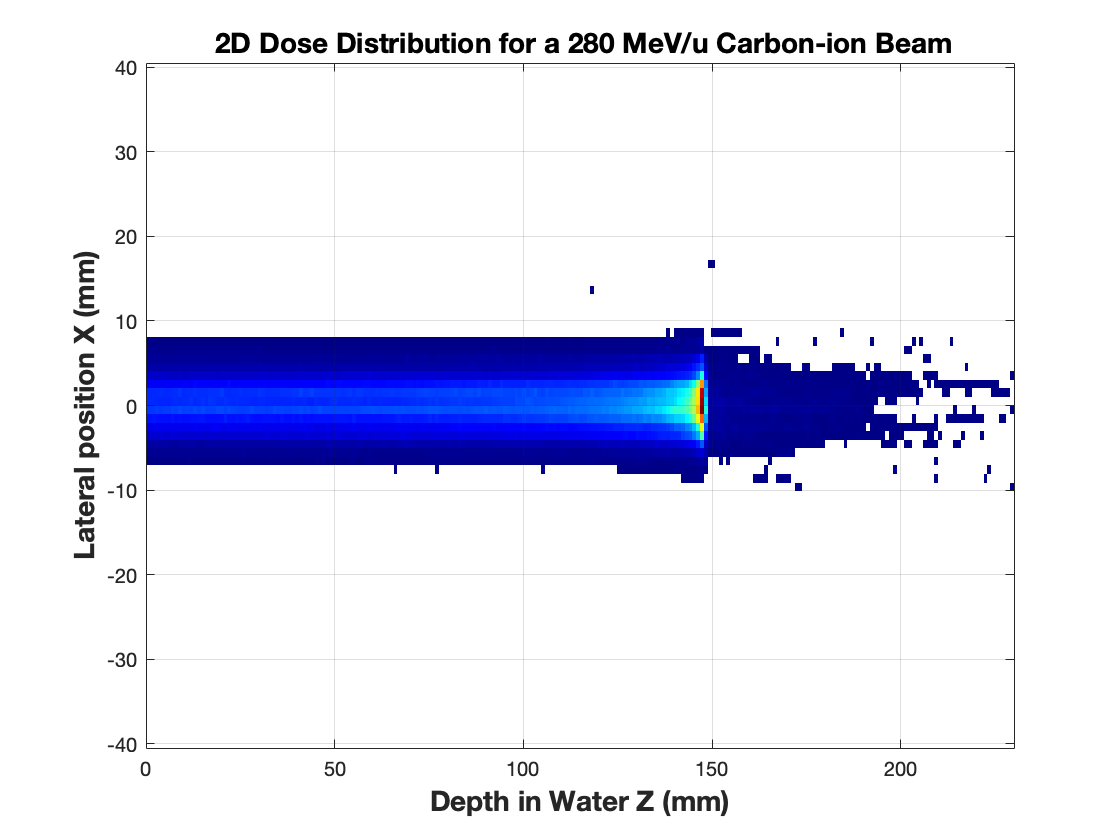 2D Dose Distribution for a 280 MeV/u Carbon-ion Beam
40
30
20
10
0
-10
-20
-30
-40
Lateral position X (mm)
0 50 100 150 200
Depth in Water Z (mm)